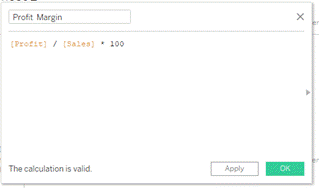 Profit Margin
[Profit] / [Sales] * 100
The calculation is valid.
Apply
OK